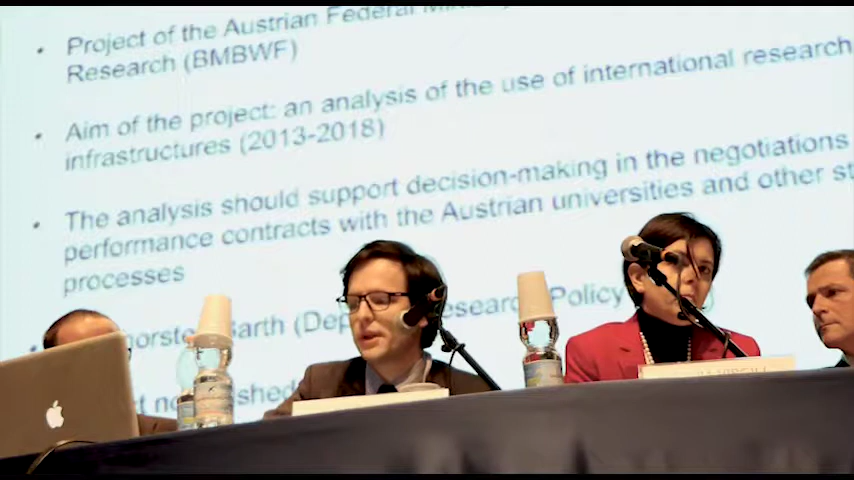 • Project of the Austrian Federal
Research (BMBWF)
• Aim of the project: an analysis of the use of international research
infrastructures (2013-2018)
• The analysis should support decision-making in the negotiations
performance contracts with the Austrian universities and other
processes
Barth (Dep Research Policy